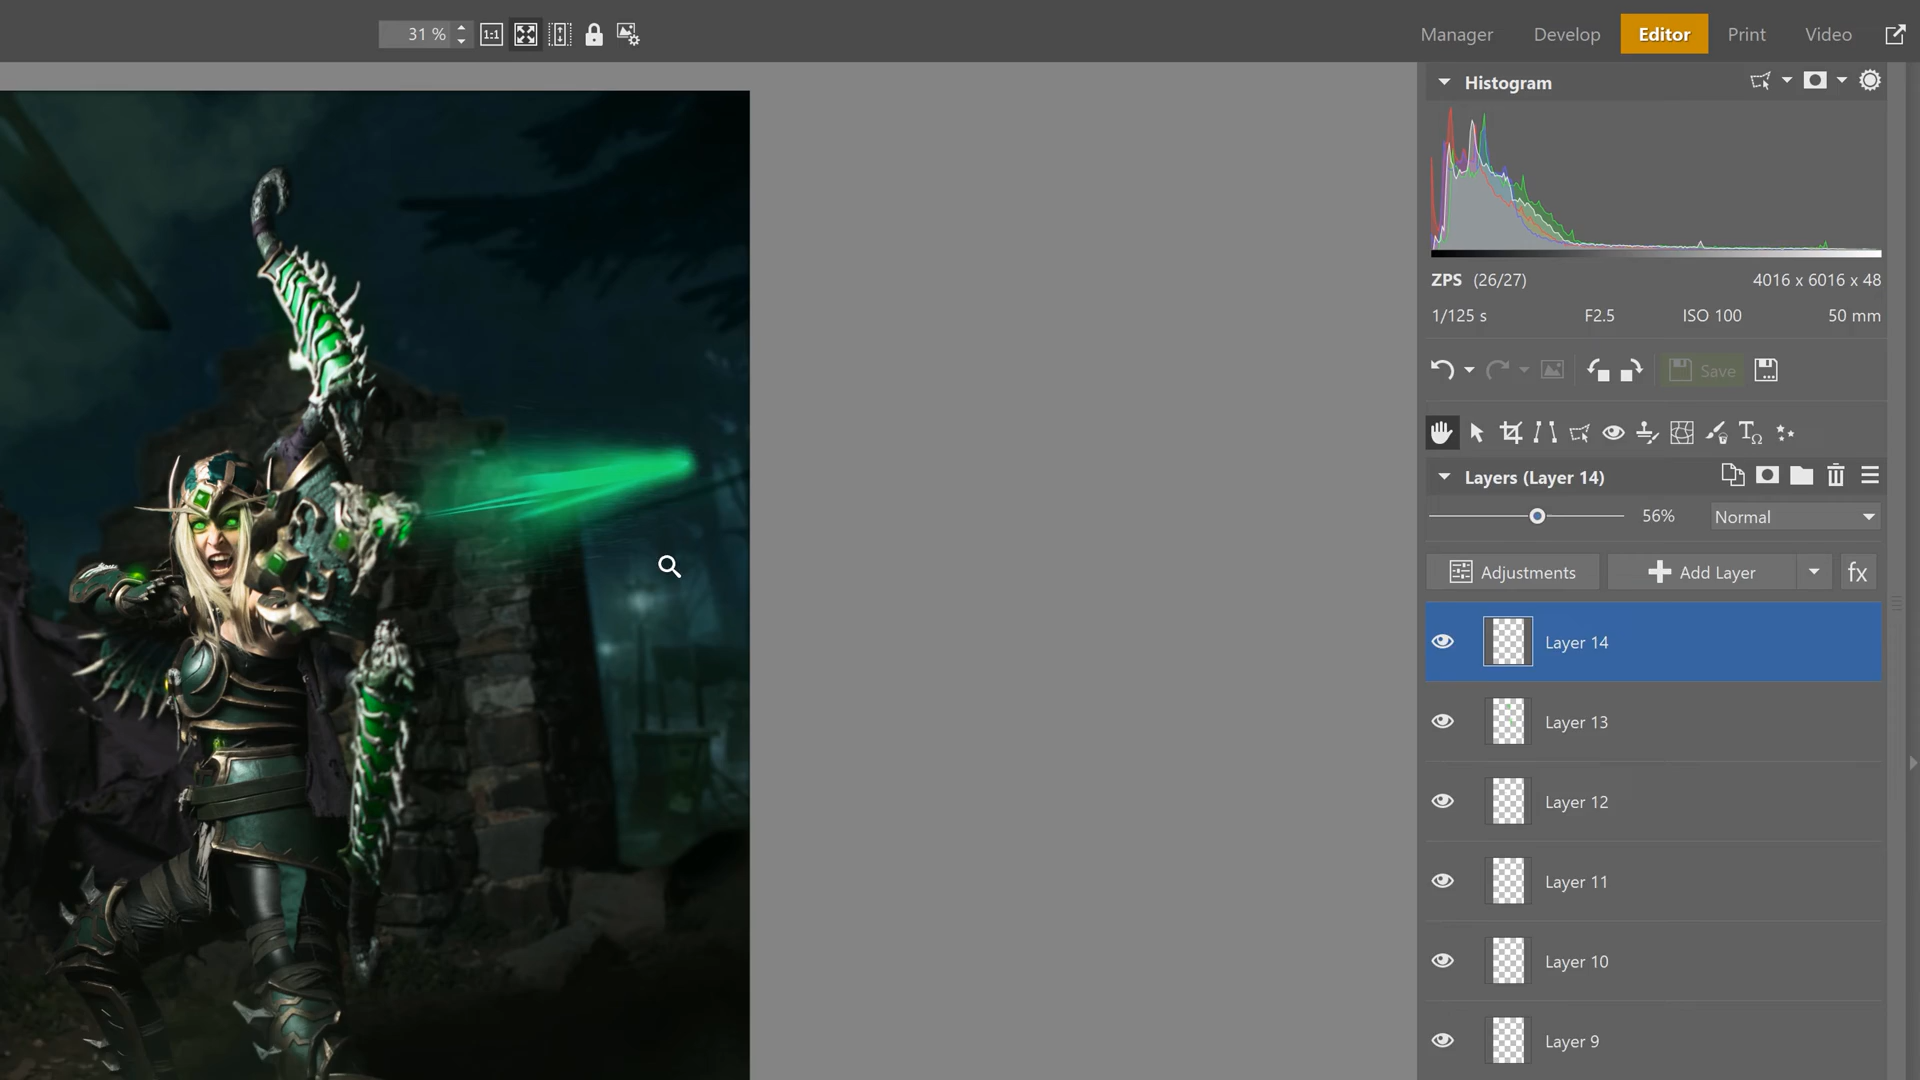 31 %
1:1
Manager Develop Editor Print Video
Histogram
ZPS (26/27) 4016 x 6016 x 48
1/125 s F2.5 ISO 100 50 mm
Save
Layers (Layer 14)
56% Normal
Adjustments Add Layer fx
Layer 14
Layer 13
Layer 12
Layer 11
Layer 10
Layer 9